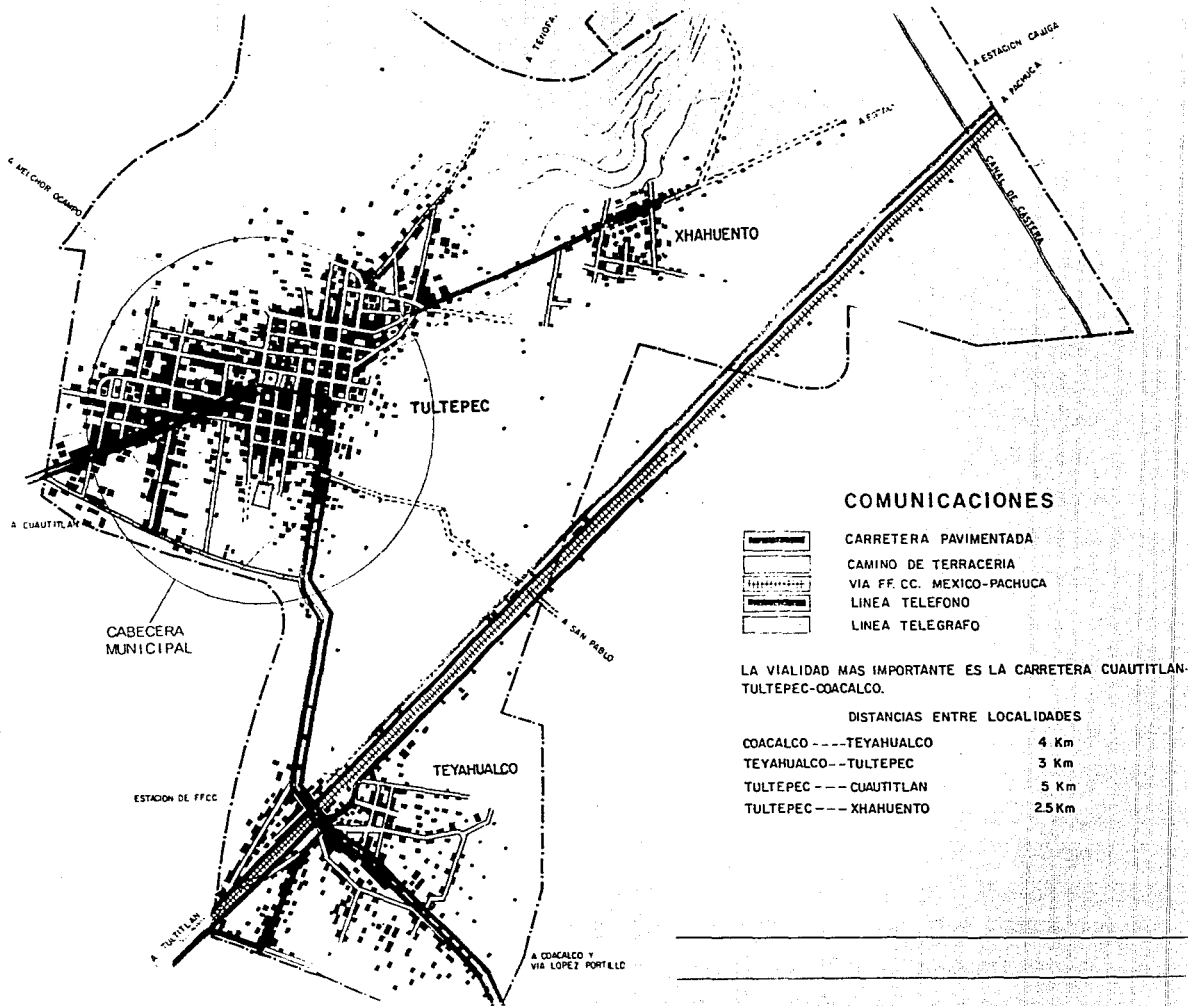 A ESTACION CAJIGA
A PACHUCA
A MELCHOR OCAMPO
CANAL DE CASTERA
XHAHUENTO
TULTEPEC
A CUAUTITLAN
CABECERA
MUNICIPAL
A SAN PABLO
COMUNICACIONES
CARRETERA PAVIMENTADA
CAMINO DE TERRACERIA
VIA FF. CC. MEXICO-PACHUCA
LINEA TELEFONO
LINEA TELEGRAFO
LA VIALIDAD MAS IMPORTANTE ES LA CARRETERA CUAUTITLAN-
TULTEPEC-COACALCO.
DISTANCIAS ENTRE LOCALIDADES
COACALCO ---- TEYAHUALCO 4 Km
TEYAHUALCO -- TULTEPEC 3 Km
TULTEPEC --- CUAUTITLAN 5 Km
TULTEPEC --- XHAHUENTO 2.5 Km
TEYAHUALCO
ESTACION DE FFCC
A TULTITLAN
A COACALCO Y
VIA LOPEZ PORTILLO